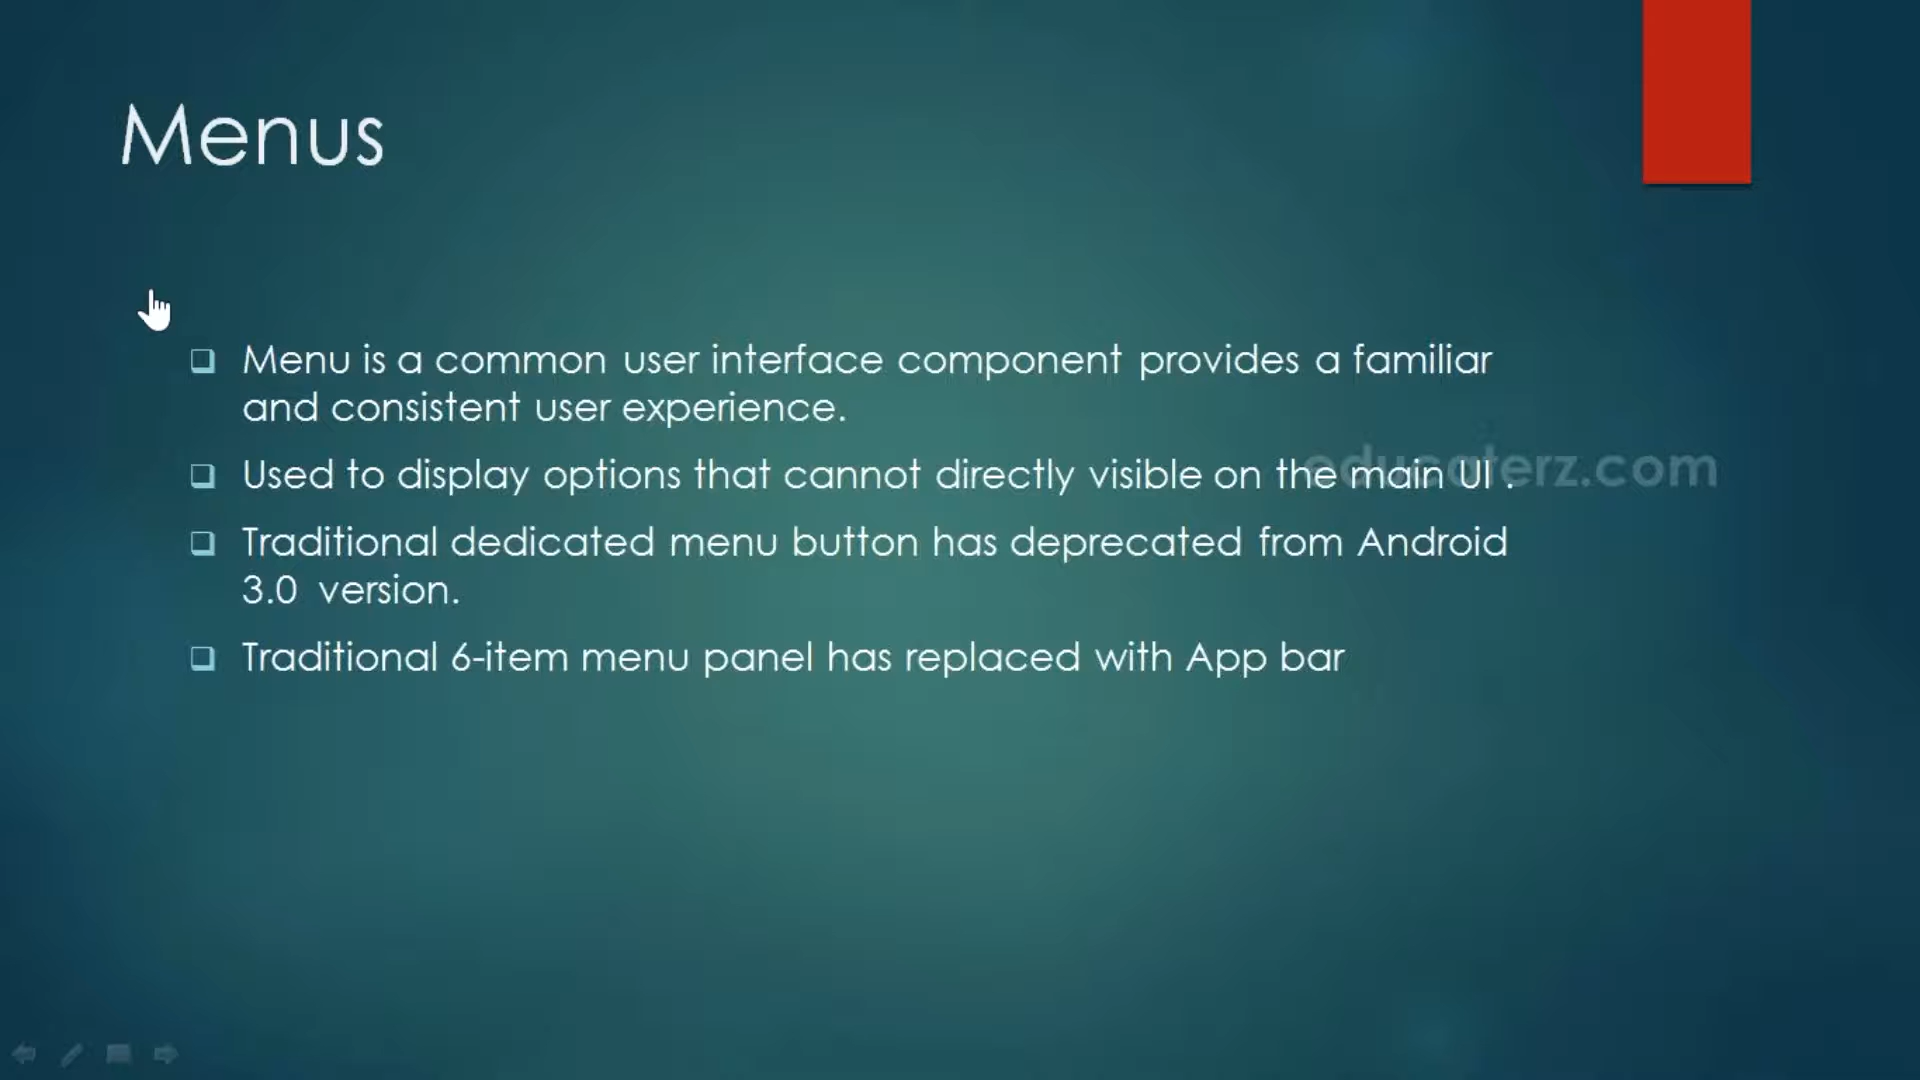 Menus
Menu is a common user interface component provides a familiar
and consistent user experience.
Used to display options that cannot directly visible on the main UI .
educaterz.com
Traditional dedicated menu button has deprecated from Android
3.0 version.
Traditional 6-item menu panel has replaced with App bar